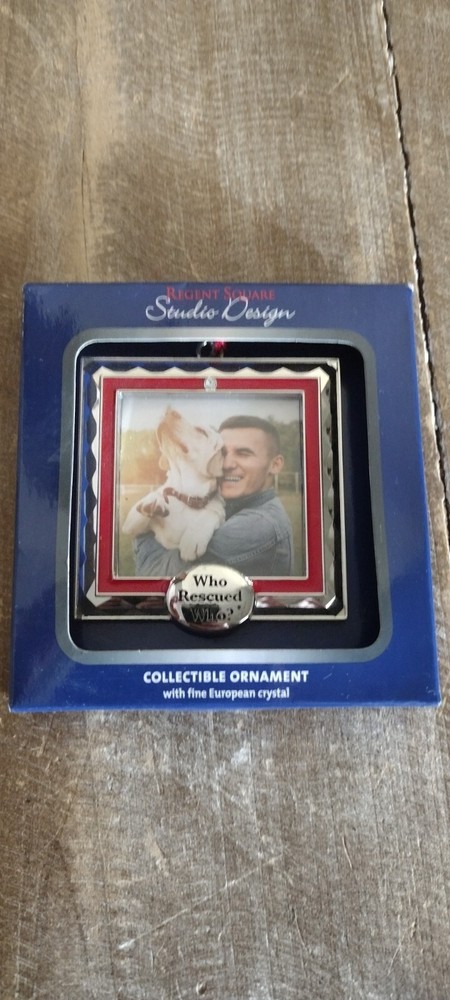 REGENT SQUARE
Studio Design
Who
Rescued
Who?
COLLECTIBLE ORNAMENT
with fine European crystal